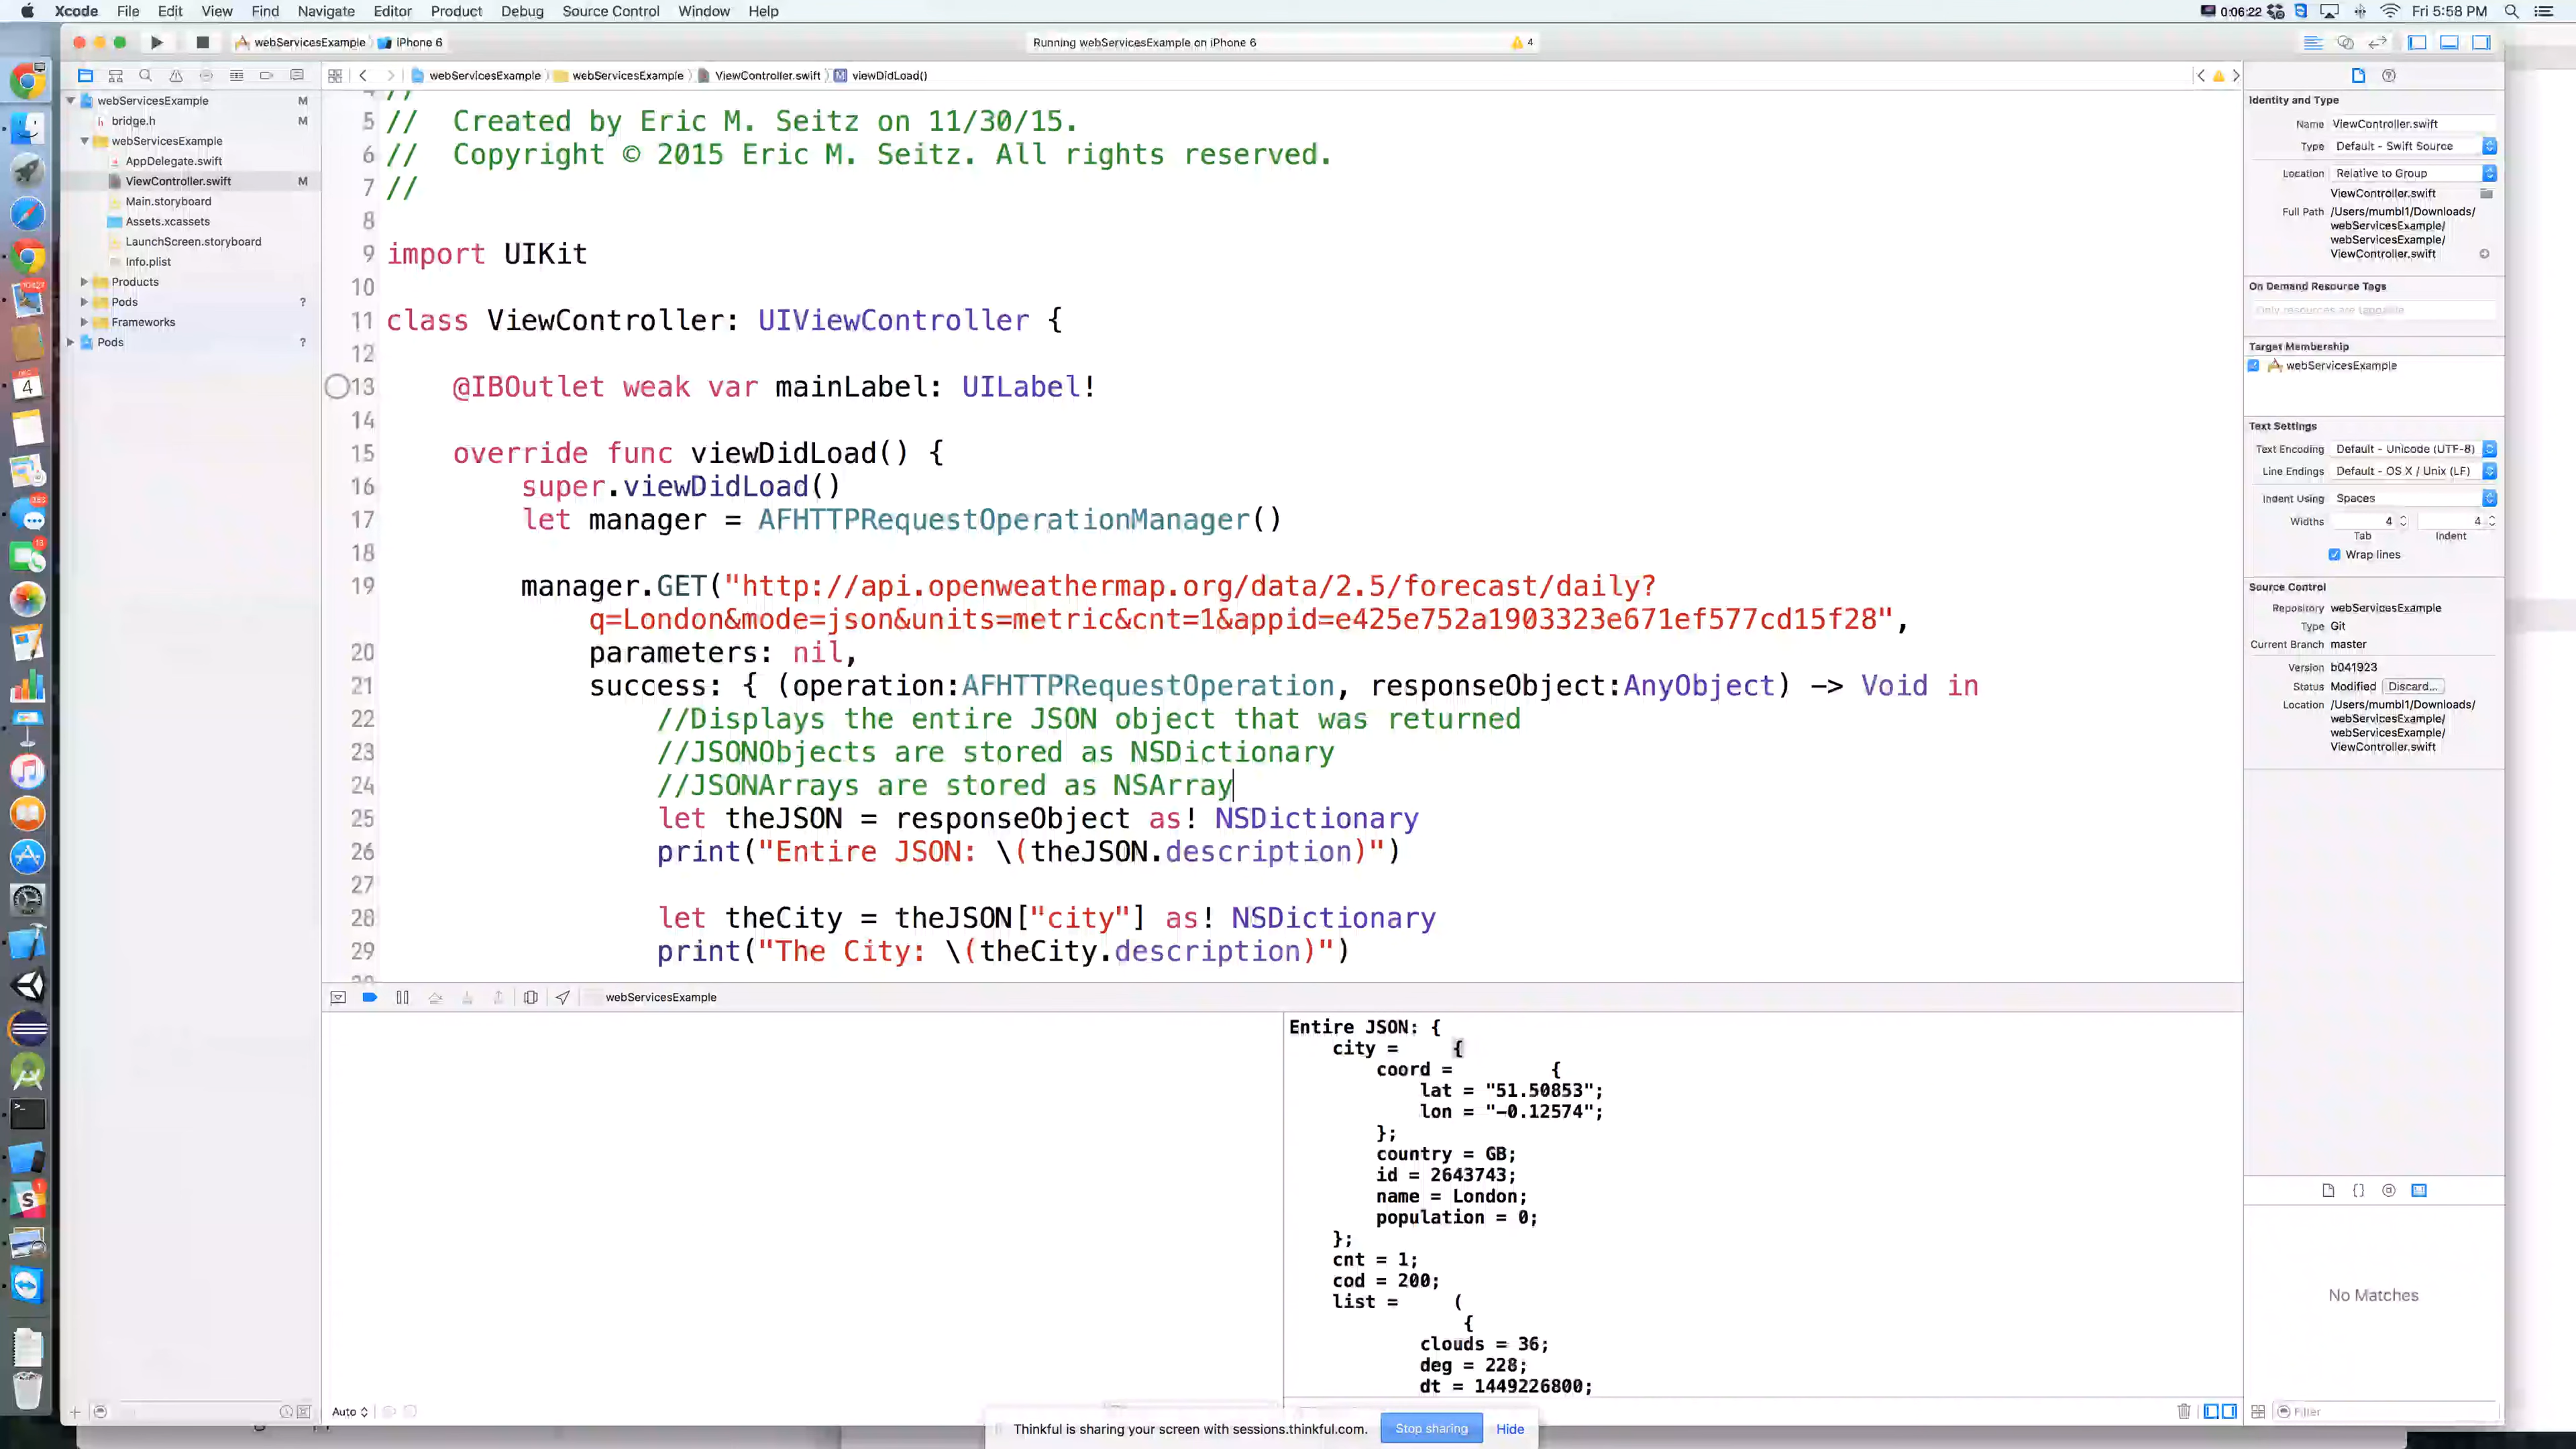 Xcode File Edit View Find Navigate Editor Product Debug Source Control Window Help
0:06:22 Fri 5:58 PM
webServicesExample iPhone 6
Running webServicesExample on iPhone 6
4
webServicesExample webServicesExample ViewController.swift M viewDidLoad()
webServicesExample M
h bridge.h M
webServicesExample
AppDelegate.swift
ViewController.swift M
Main.storyboard
Assets.xcassets
LaunchScreen.storyboard
Info.plist
Products
Pods ?
Frameworks
Pods ?
5 // Created by Eric M. Seitz on 11/30/15.
6 // Copyright © 2015 Eric M. Seitz. All rights reserved.
7 //
8
9 import UIKit
10
11 class ViewController: UIViewController {
12
13 @IBOutlet weak var mainLabel: UILabel!
14
15 override func viewDidLoad() {
16 super.viewDidLoad()
17 let manager = AFHTTPRequestOperationManager()
18
19 manager.GET("http://api.openweathermap.org/data/2.5/forecast/daily?
q=London&mode=json&units=metric&cnt=1&appid=e425e752a1903323e671ef577cd15f28",
20 parameters: nil,
21 success: { (operation:AFHTTPRequestOperation, responseObject:AnyObject) -> Void in
22 //Displays the entire JSON object that was returned
23 //JSONObjects are stored as NSDictionary
24 //JSONArrays are stored as NSArray
25 let theJSON = responseObject as! NSDictionary
26 print("Entire JSON: \(theJSON.description)")
27
28 let theCity = theJSON["city"] as! NSDictionary
29 print("The City: \(theCity.description)")
webServicesExample
Entire JSON: {
city = {
coord = {
lat = "51.50853";
lon = "-0.12574";
};
country = GB;
id = 2643743;
name = London;
population = 0;
};
cnt = 1;
cod = 200;
list = (
{
clouds = 36;
deg = 228;
dt = 1449226800;
Auto
Thinkful is sharing your screen with sessions.thinkful.com. Stop sharing Hide
Identity and Type
Name ViewController.swift
Type Default - Swift Source
Location Relative to Group
ViewController.swift
Full Path /Users/mumbl1/Downloads/
webServicesExample/
webServicesExample/
ViewController.swift
On Demand Resource Tags
Only resources are taggable
Target Membership
webServicesExample
Text Settings
Text Encoding Default - Unicode (UTF-8)
Line Endings Default - OS X / Unix (LF)
Indent Using Spaces
Widths 4 4
Tab Indent
Wrap lines
Source Control
Repository webServicesExample
Type Git
Current Branch master
Version b041923
Status Modified Discard...
Location /Users/mumbl1/Downloads/
webServicesExample/
webServicesExample/
ViewController.swift
No Matches
Filter